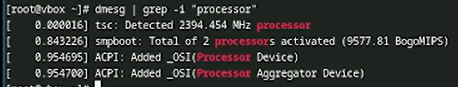 [root@vbox ~]# dmesg | grep -i "processor"
[    0.000016] tsc: Detected 2394.454 MHz processor
[    0.843226] smpboot: Total of 2 processors activated (9577.81 BogoMIPS)
[    0.954695] ACPI: Added _OSI(Processor Device)
[    0.954700] ACPI: Added _OSI(Processor Aggregator Device)
[root@vbox ~]#